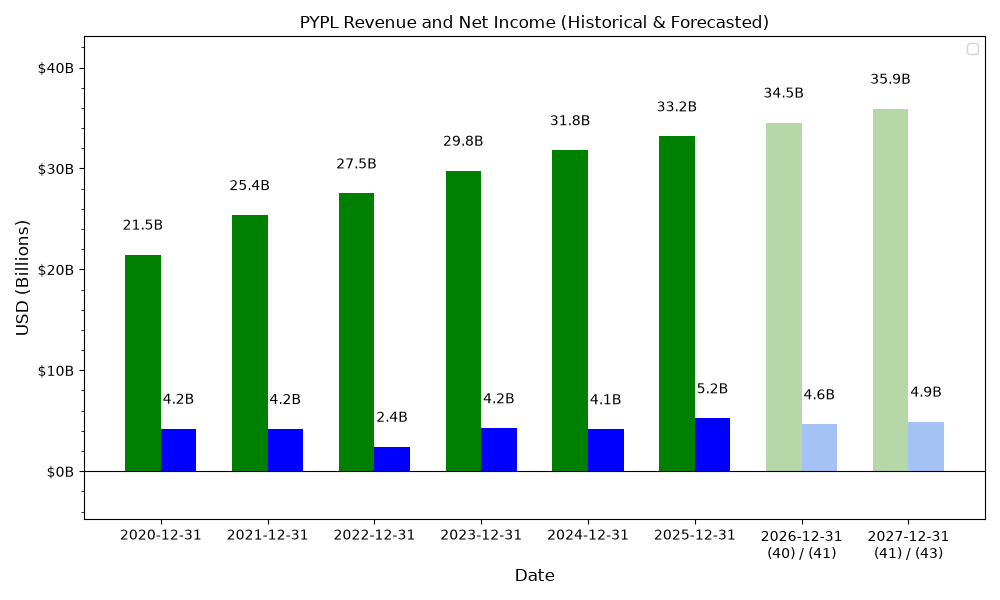 PYPL Revenue and Net Income (Historical & Forecasted)
USD (Billions)
$40B
$30B
$20B
$10B
$0B
21.5B
4.2B
25.4B
4.2B
27.5B
2.4B
29.8B
4.2B
31.8B
4.1B
33.2B
5.2B
34.5B
4.6B
35.9B
4.9B
2020-12-31
2021-12-31
2022-12-31
2023-12-31
2024-12-31
2025-12-31
2026-12-31
(40) / (41)
2027-12-31
(41) / (43)
Date